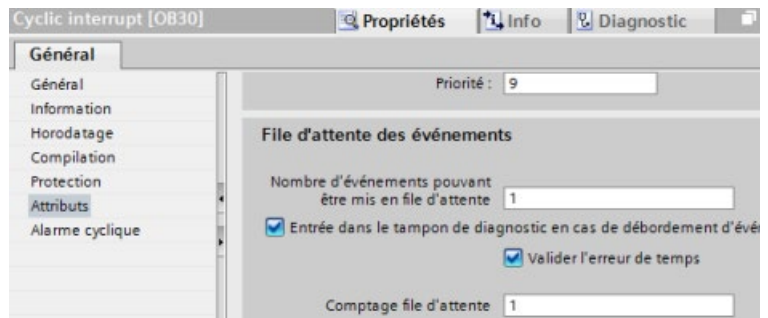 Cyclic interrupt [OB30]
Propriétés
Info
Diagnostic
Général
Général
Information
Horodatage
Compilation
Protection
Attributs
Alarme cyclique
Priorité : 9
File d'attente des événements
Nombre d'événements pouvant
être mis en file d'attente 1
Entrée dans le tampon de diagnostic en cas de débordement d'évé
Valider l'erreur de temps
Comptage file d'attente 1